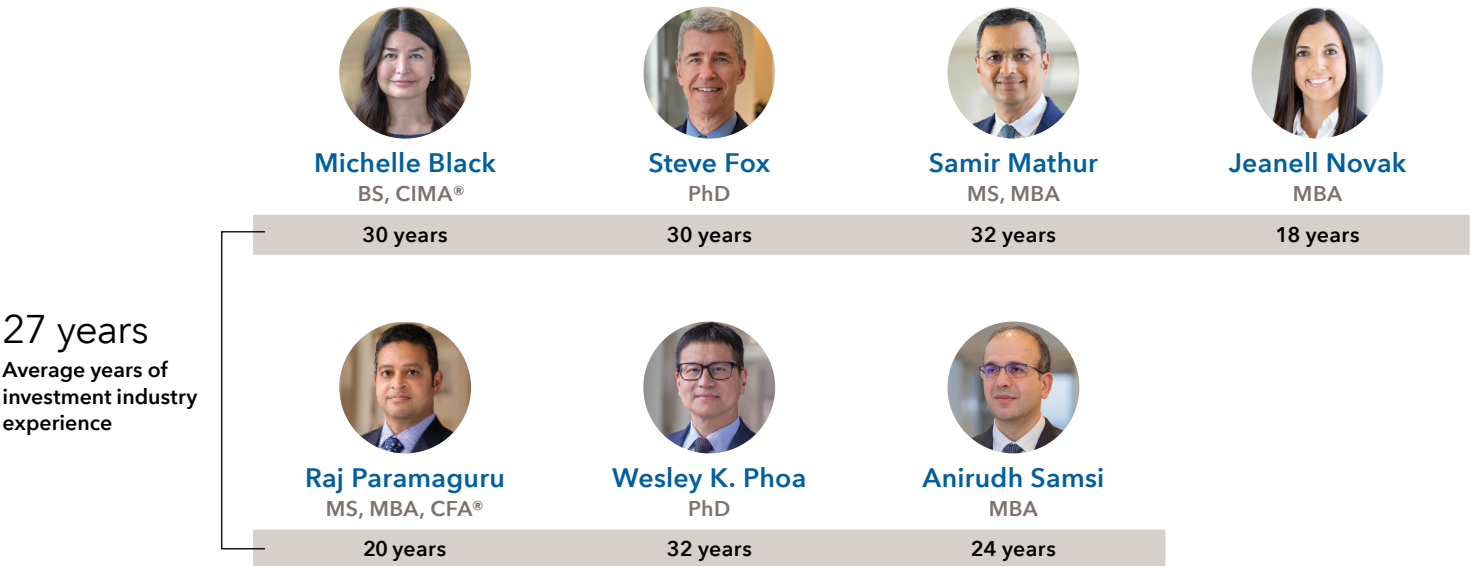 Michelle Black
BS, CIMA®
30 years
Steve Fox
PhD
30 years
Samir Mathur
MS, MBA
32 years
Jeanell Novak
MBA
18 years
27 years
Average years of
investment industry
experience
Raj Paramaguru
MS, MBA, CFA®
20 years
Wesley K. Phoa
PhD
32 years
Anirudh Samsi
MBA
24 years